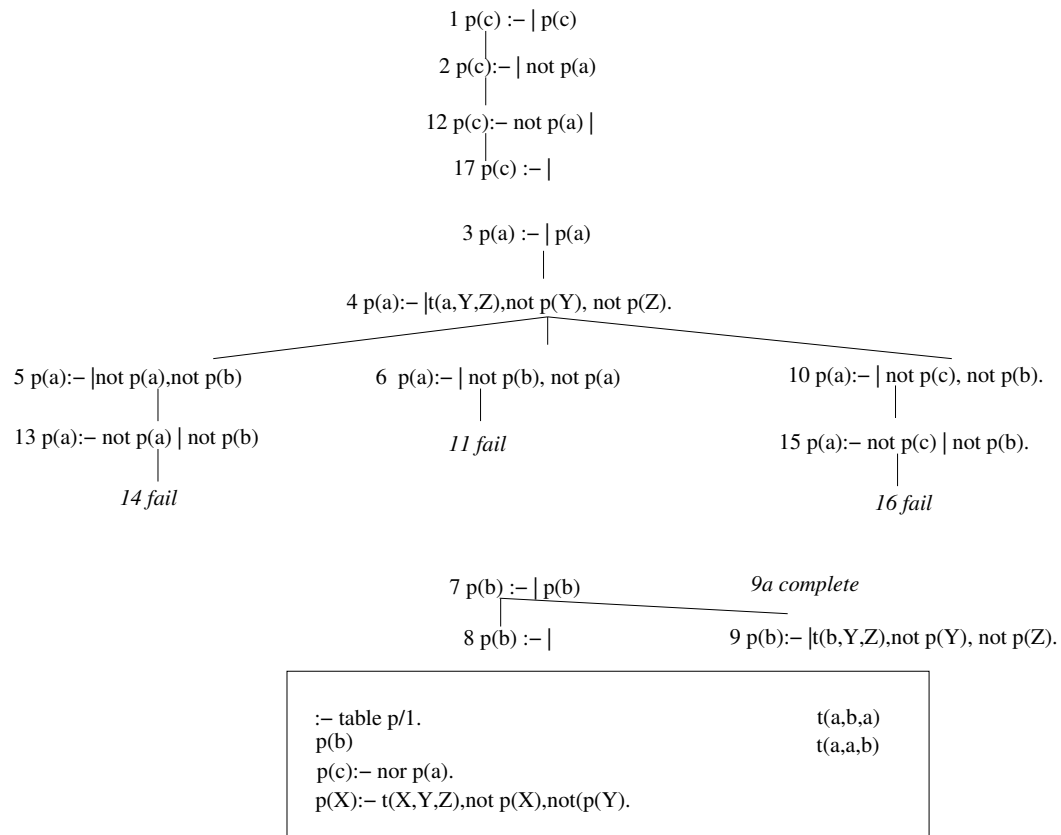 1 p(c) :− | p(c)
2 p(c):− | not p(a)
12 p(c):− not p(a) |
17 p(c) :− |
3 p(a) :− | p(a)
4 p(a):− |t(a,Y,Z),not p(Y), not p(Z).
5 p(a):− |not p(a),not p(b)
6 p(a):− | not p(b), not p(a)
10 p(a):− | not p(c), not p(b).
13 p(a):− not p(a) | not p(b)
11 fail
15 p(a):− not p(c) | not p(b).
14 fail
16 fail
7 p(b) :− | p(b)
9a complete
8 p(b) :− |
9 p(b):− |t(b,Y,Z),not p(Y), not p(Z).
:− table p/1.
t(a,b,a)
p(b)
t(a,a,b)
p(c):− nor p(a).
p(X):− t(X,Y,Z),not p(X),not(p(Y).